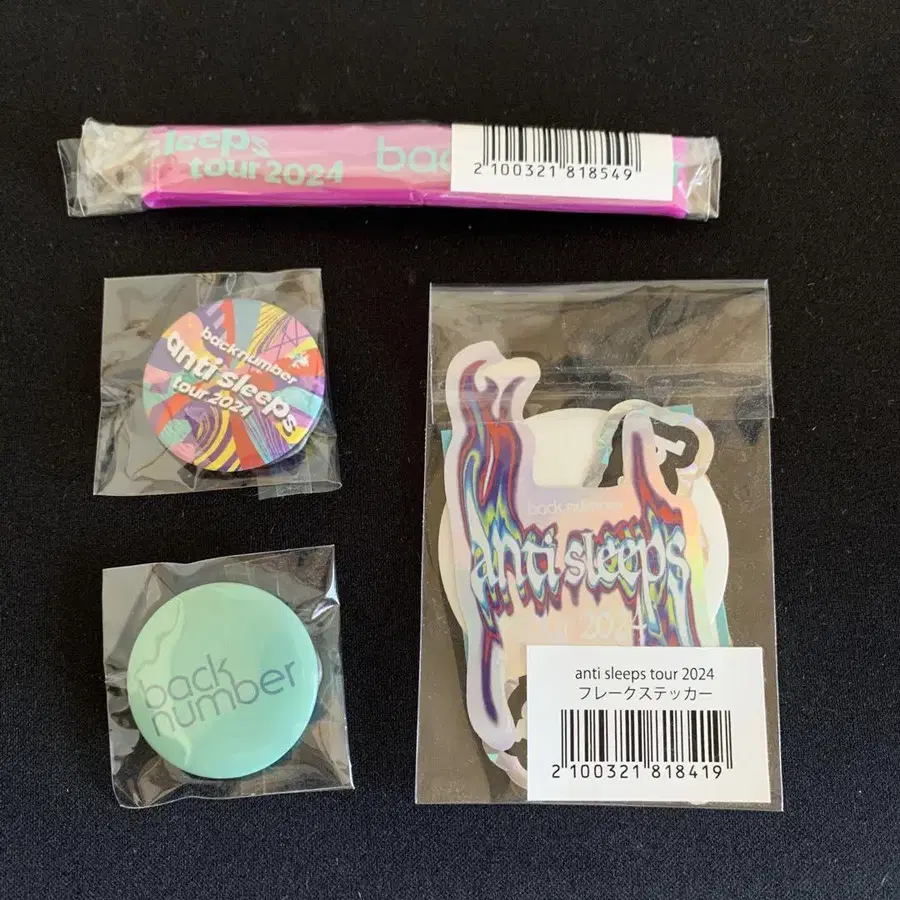 sleeps
tour 2024
bac
2 100321 818549
back number
anti sleeps
tour 2024
back
number
back number
anti sleeps
2024
anti sleeps tour 2024
フレークステッカー
2 100321 818419